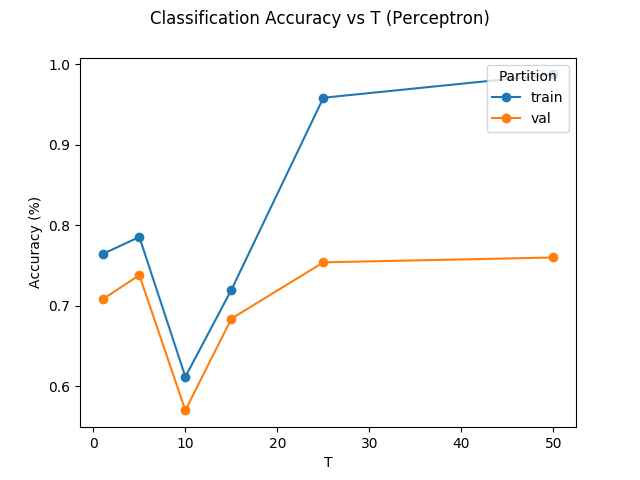 Classification Accuracy vs T (Perceptron)
Partition
train
val
1.0
0.9
0.8
0.7
0.6
Accuracy (%)
0
10
20
30
40
50
T